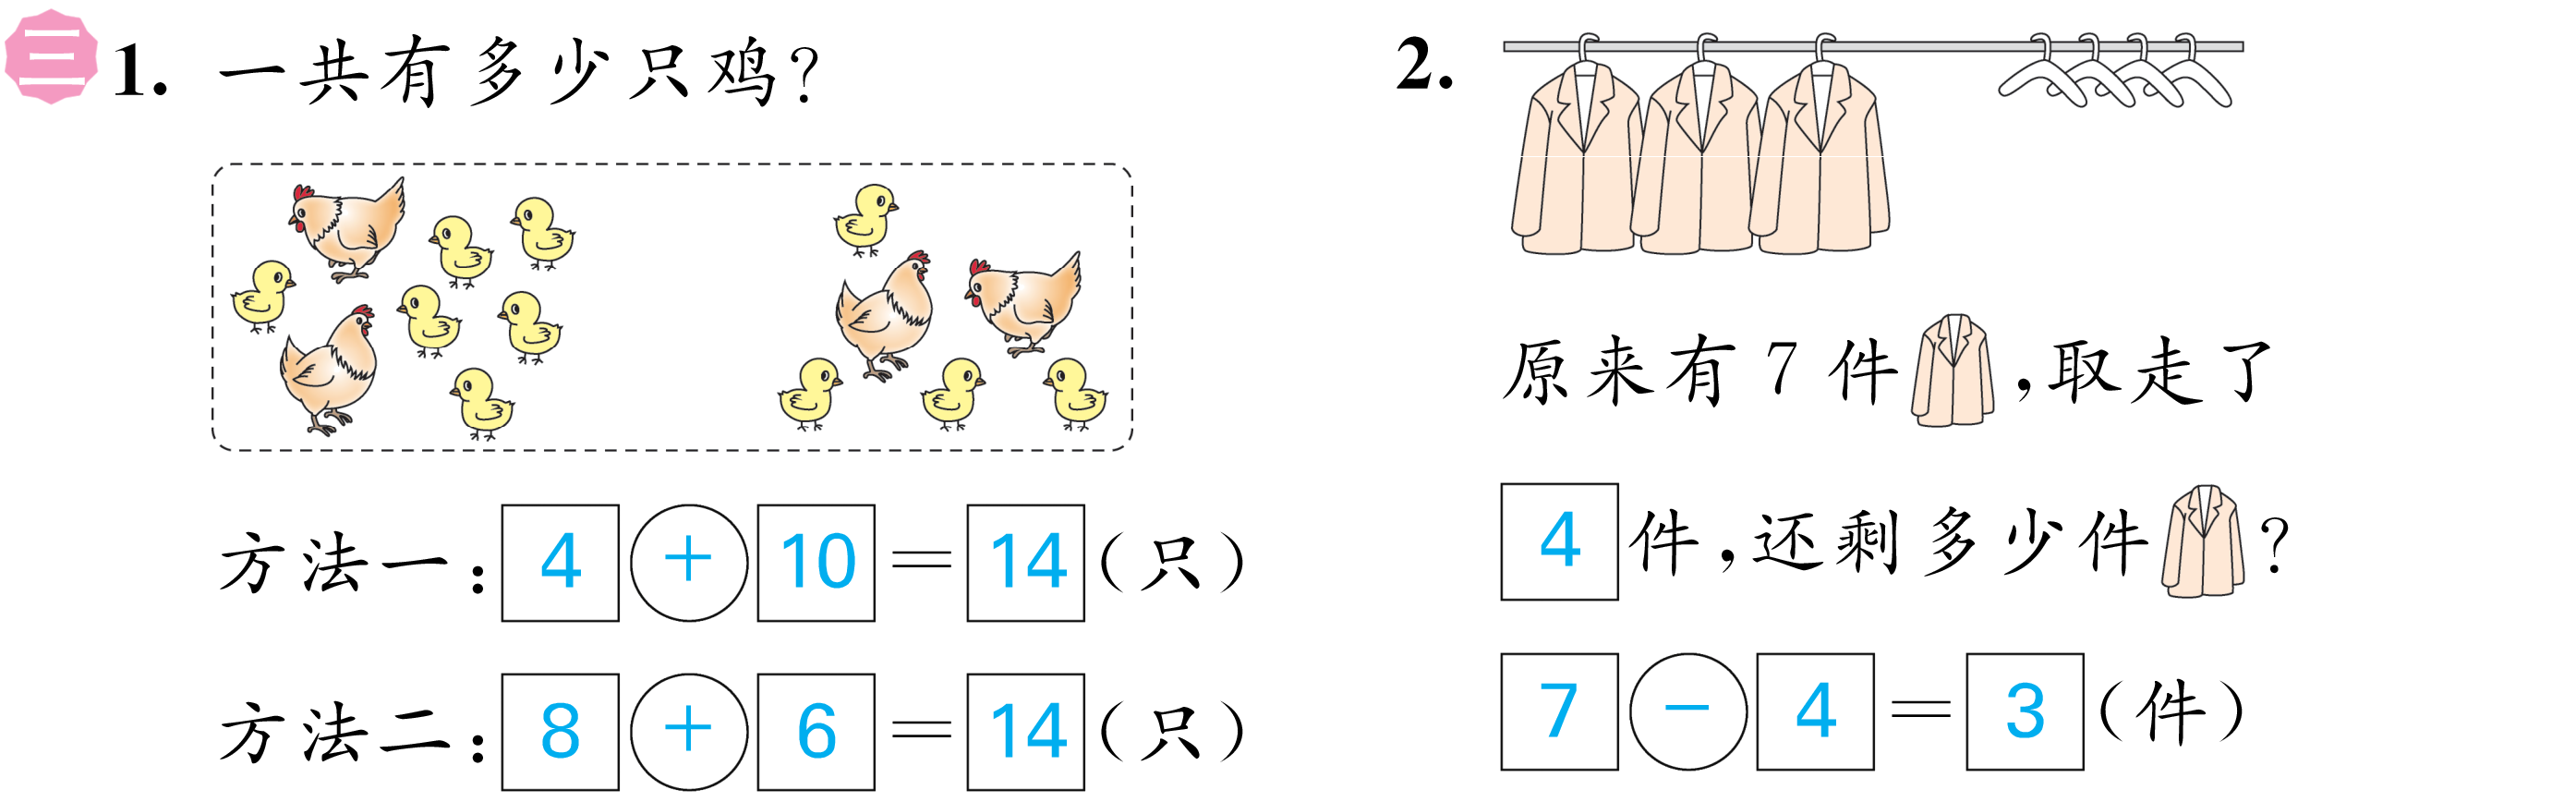 三 1. 一共有多少只鸡?
方法一: 4 + 10 = 14 (只)
方法二: 8 + 6 = 14 (只)
2.
原来有 7 件,取走了
4 件,还剩多少件?
7 - 4 = 3 (件)